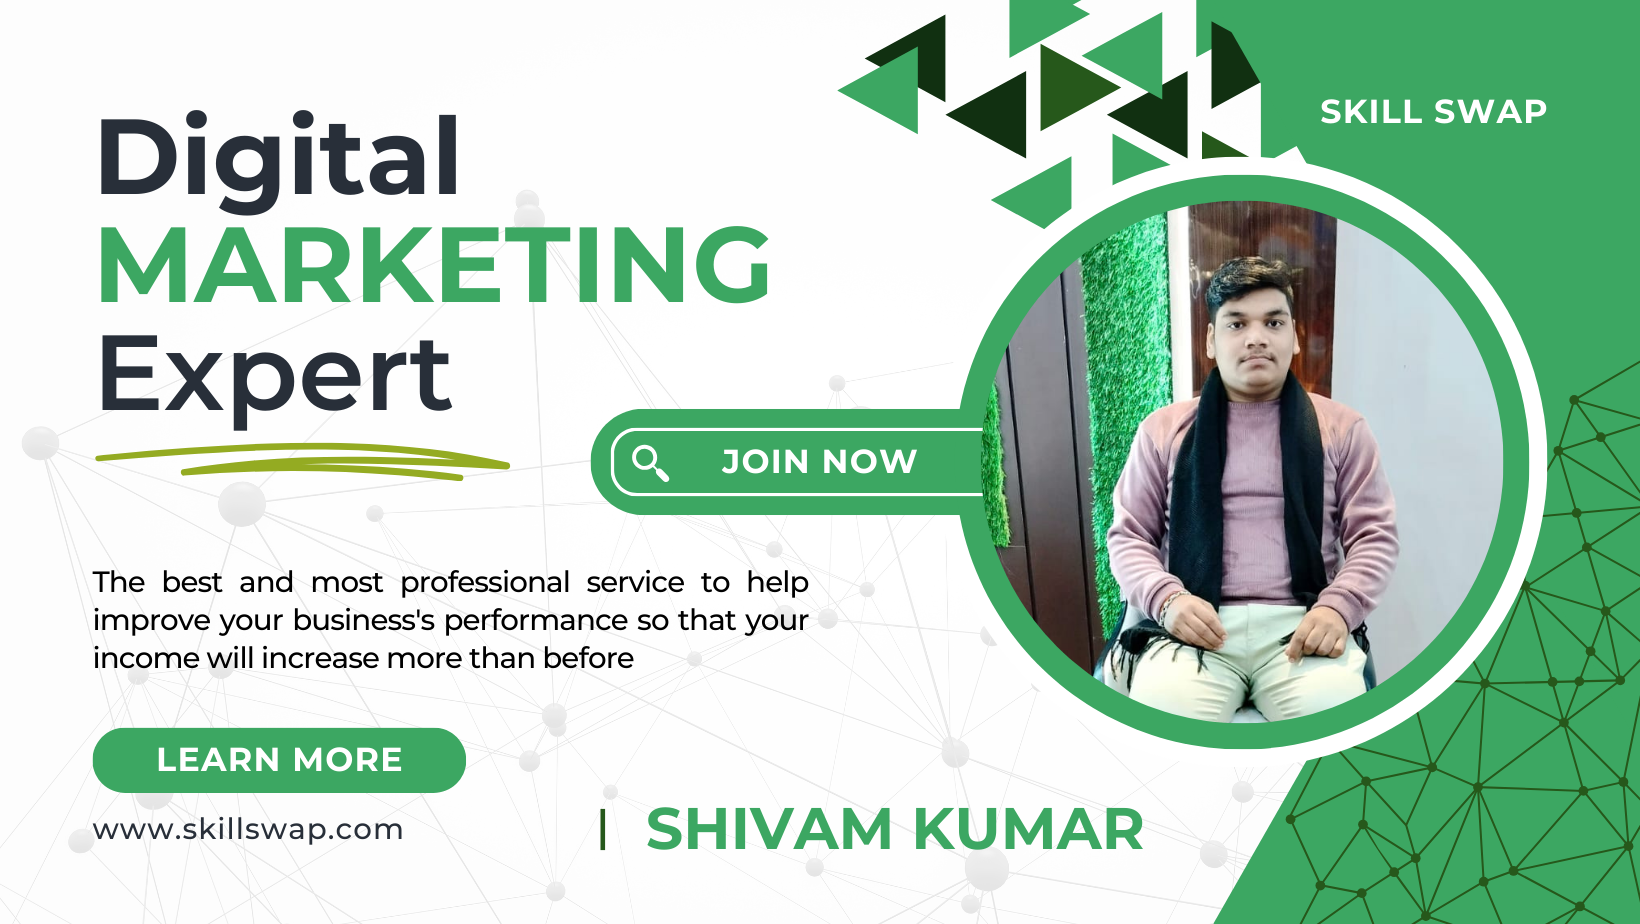 SKILL SWAP
Digital
MARKETING
Expert
JOIN NOW
The best and most professional service to help
improve your business's performance so that your
income will increase more than before
LEARN MORE
www.skillswap.com
SHIVAM KUMAR